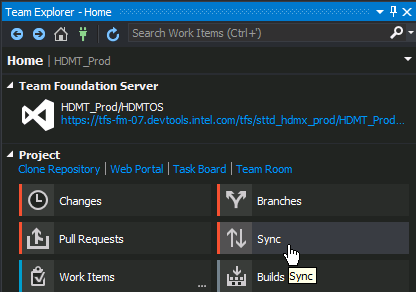 Team Explorer - Home
Search Work Items (Ctrl+')
Home | HDMT_Prod
Team Foundation Server
HDMT_Prod/HDMTOS
https://tfs-fm-07.devtools.intel.com/tfs/sttd_hdmx_prod/HDMT_Prod...
Project
Clone Repository | Web Portal | Task Board | Team Room
Changes Branches
Pull Requests Sync
Work Items ... Builds Sync